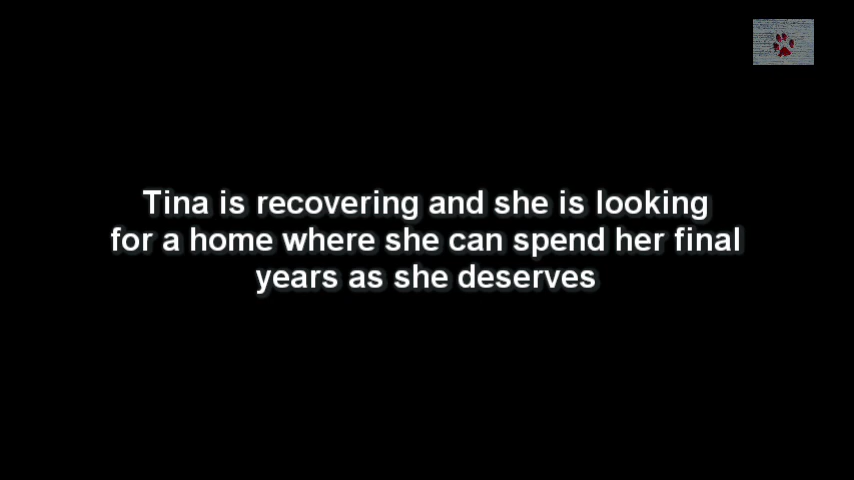 Tina is recovering and she is looking
for a home where she can spend her final
years as she deserves